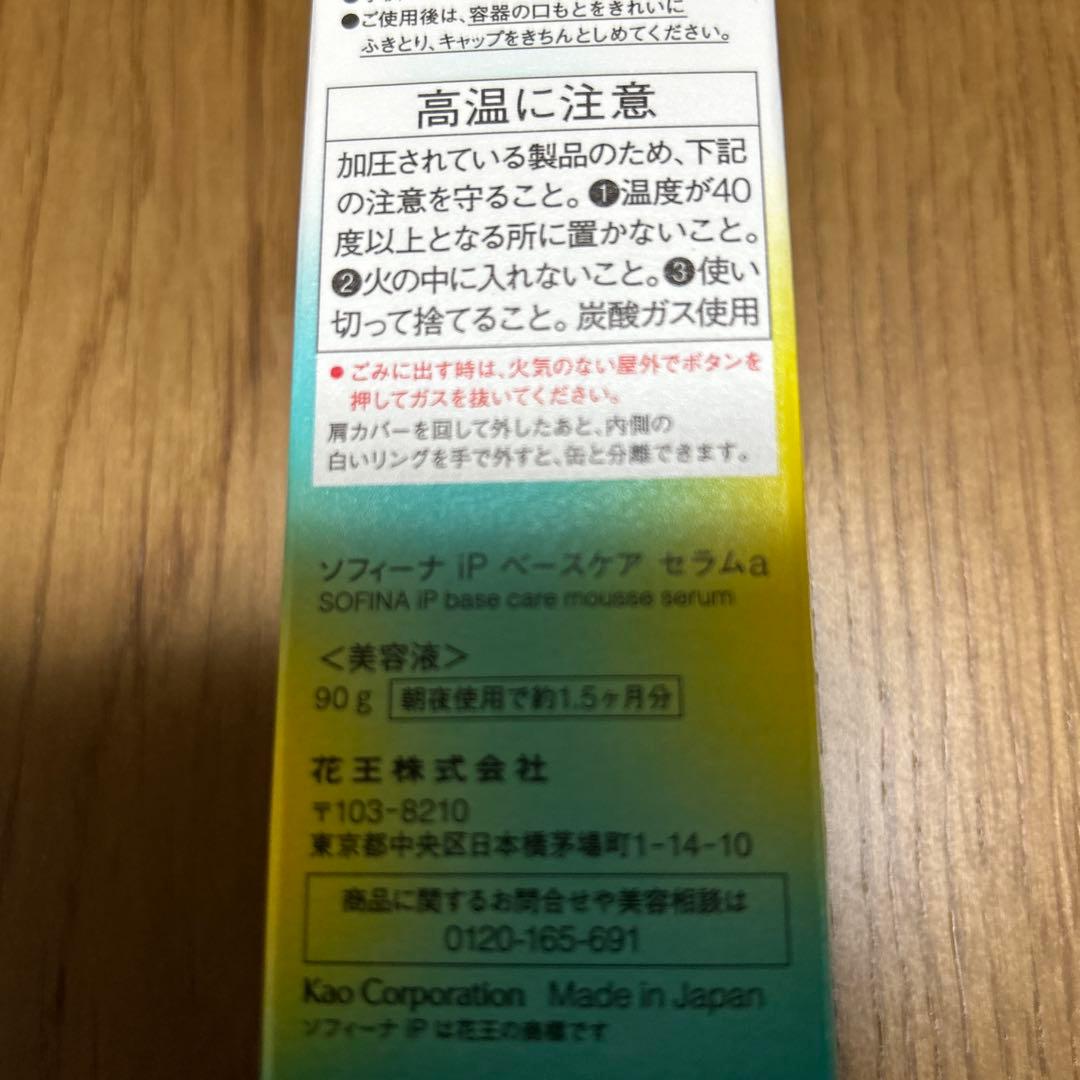 ●ご使用後は、容器の口もとをきれいに
ふきとり、キャップをきちんとしめてください。
高温に注意
加圧されている製品のため、下記
の注意を守ること。❶温度が40
度以上となる所に置かないこと。
❷火の中に入れないこと。❸使い
切って捨てること。炭酸ガス使用
●ごみに出す時は、火気のない屋外でボタンを
押してガスを抜いてください。
肩カバーを回して外したあと、内側の
白いリングを手で外すと、缶と分離できます。
ソフィーナ iP ベースケア セラムa
SOFINA iP base care mousse serum
<美容液>
90g 朝夜使用で約1.5ヶ月分
花王株式会社
〒103-8210
東京都中央区日本橋茅場町1-14-10
商品に関するお問合せや美容相談は
0120-165-691
Kao Corporation Made in Japan
ソフィーナ iP は花王の商標です